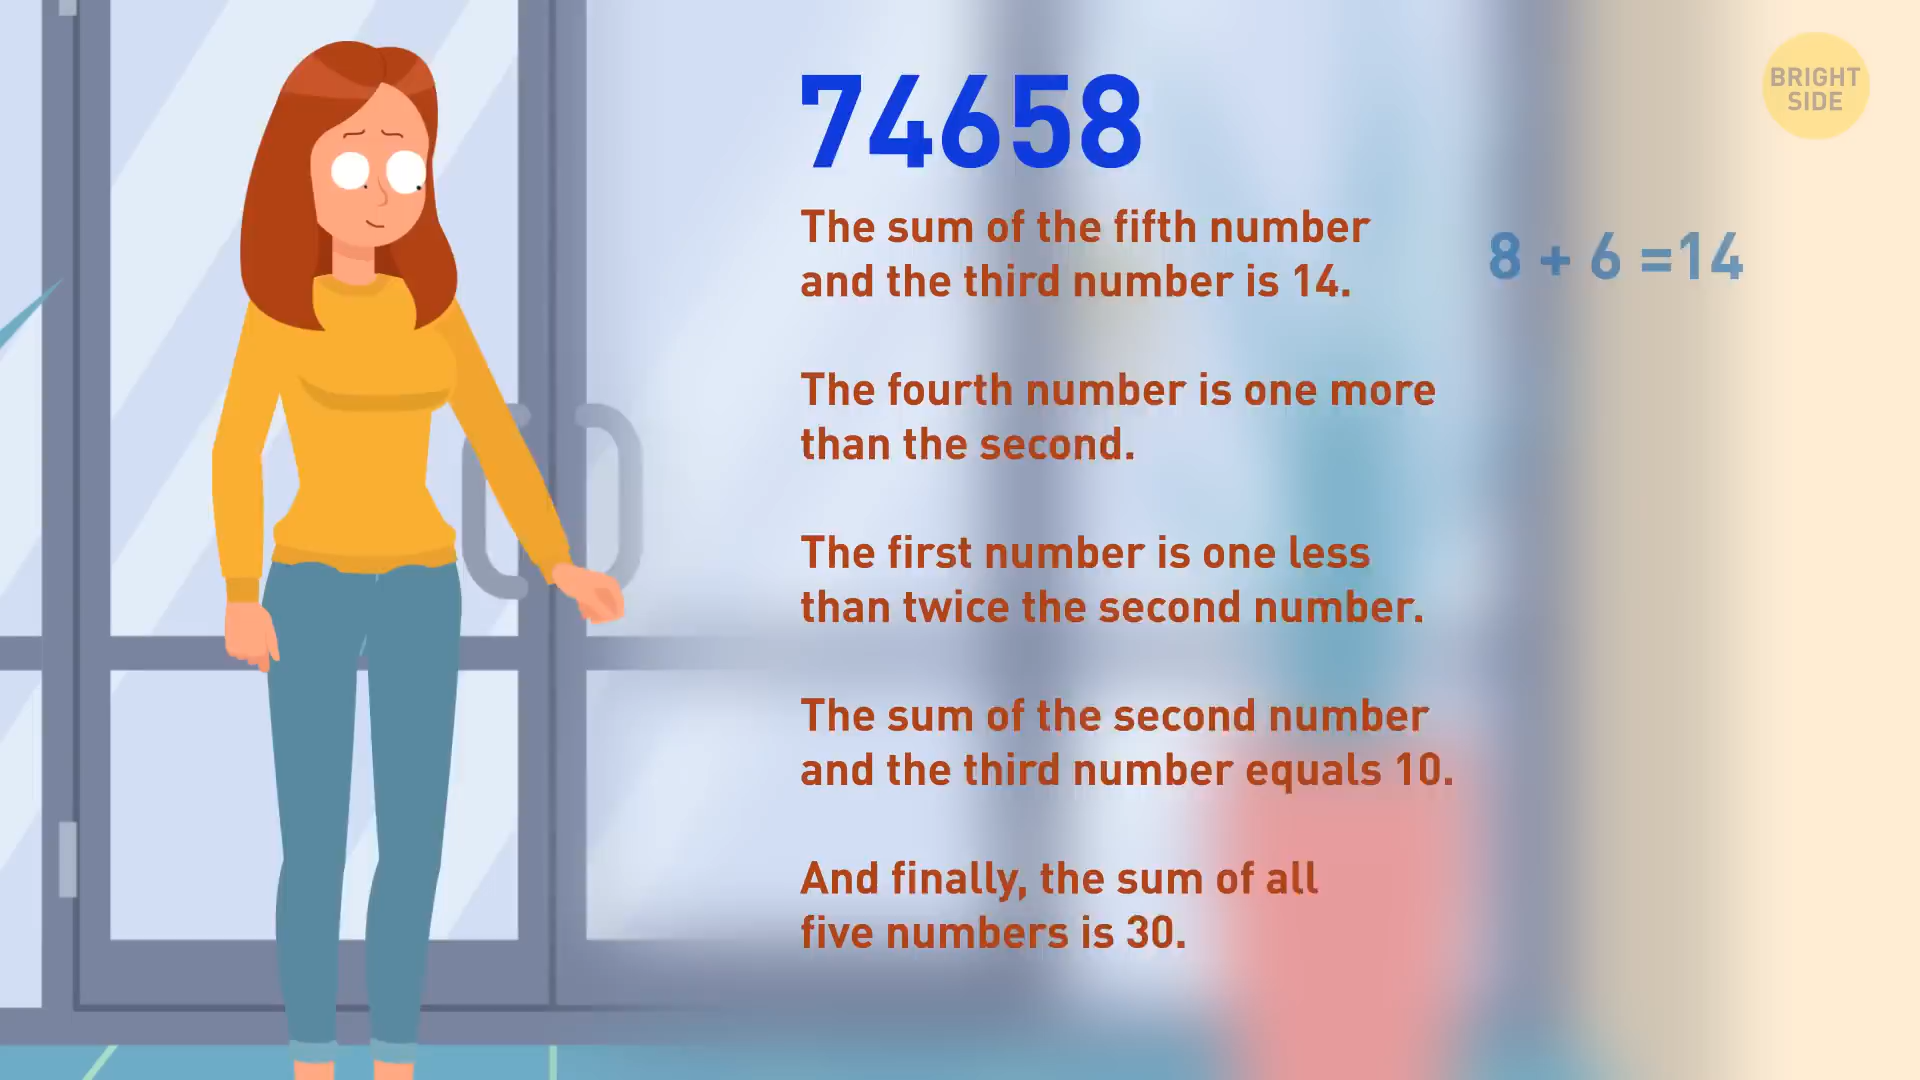 74658
BRIGHT
SIDE
The sum of the fifth number
and the third number is 14.
8 + 6 =14
The fourth number is one more
than the second.
The first number is one less
than twice the second number.
The sum of the second number
and the third number equals 10.
And finally, the sum of all
five numbers is 30.